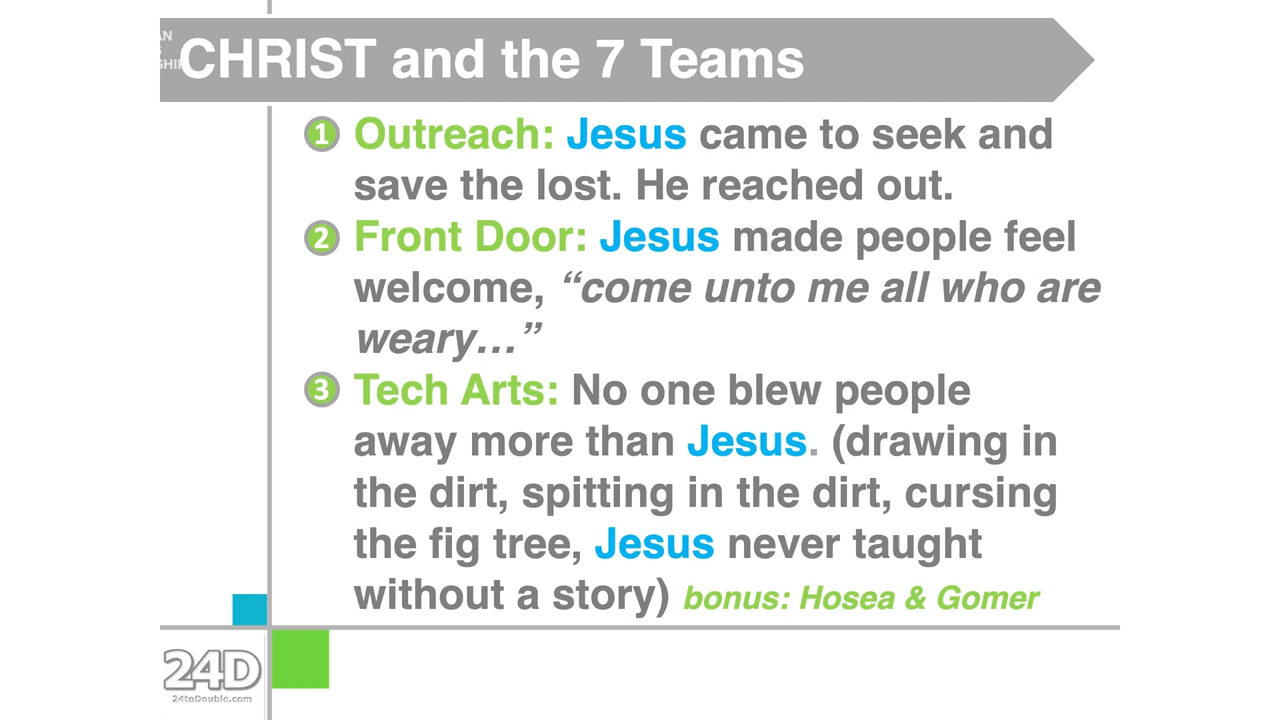 CHRIST and the 7 Teams
1 Outreach: Jesus came to seek and
save the lost. He reached out.
2 Front Door: Jesus made people feel
welcome, “come unto me all who are
weary…”
3 Tech Arts: No one blew people
away more than Jesus. (drawing in
the dirt, spitting in the dirt, cursing
the fig tree, Jesus never taught
without a story) bonus: Hosea & Gomer
24D
24toDouble.com